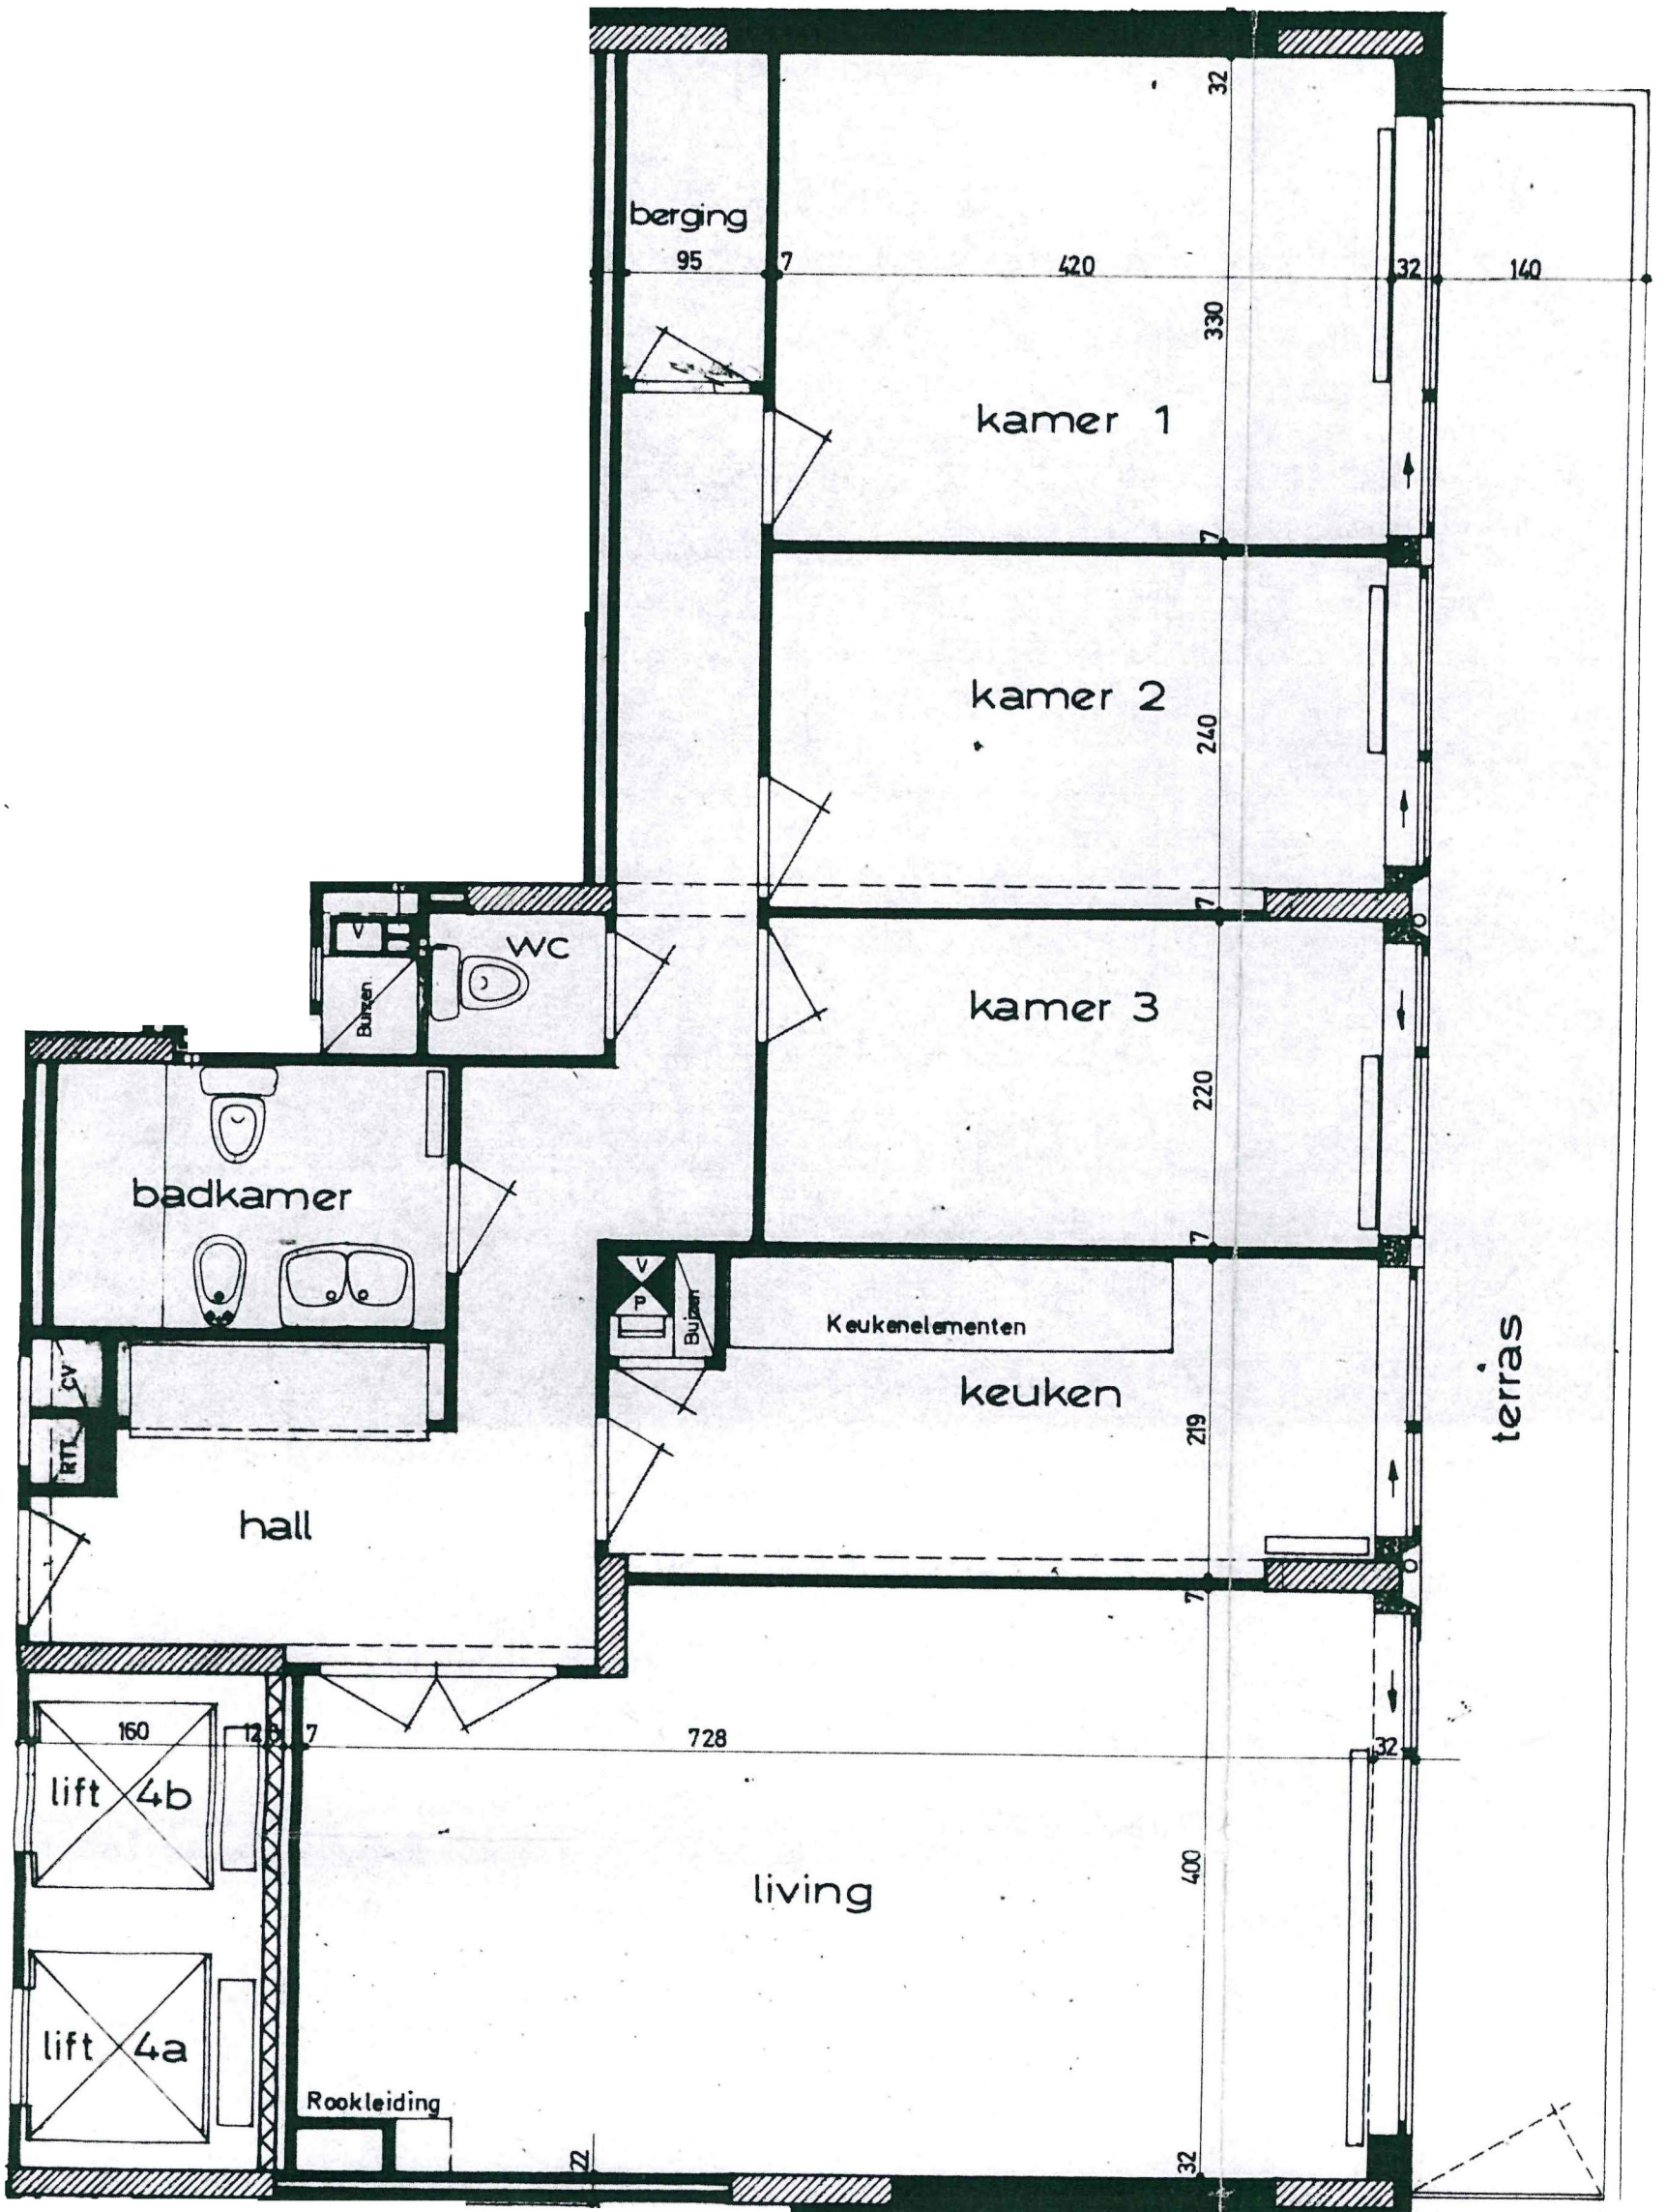 32
berging
95 7 420 32 140
330
kamer 1
7
kamer 2
240
7
WC
V
Buizen
kamer 3
220
badkamer
7
V
P
Buizen
Keukenelementen
terras
CV
keuken
219
RTT
hall
7
160 12 7 728 32
lift 4b
400
living
lift 4a
Rookleiding
22
32